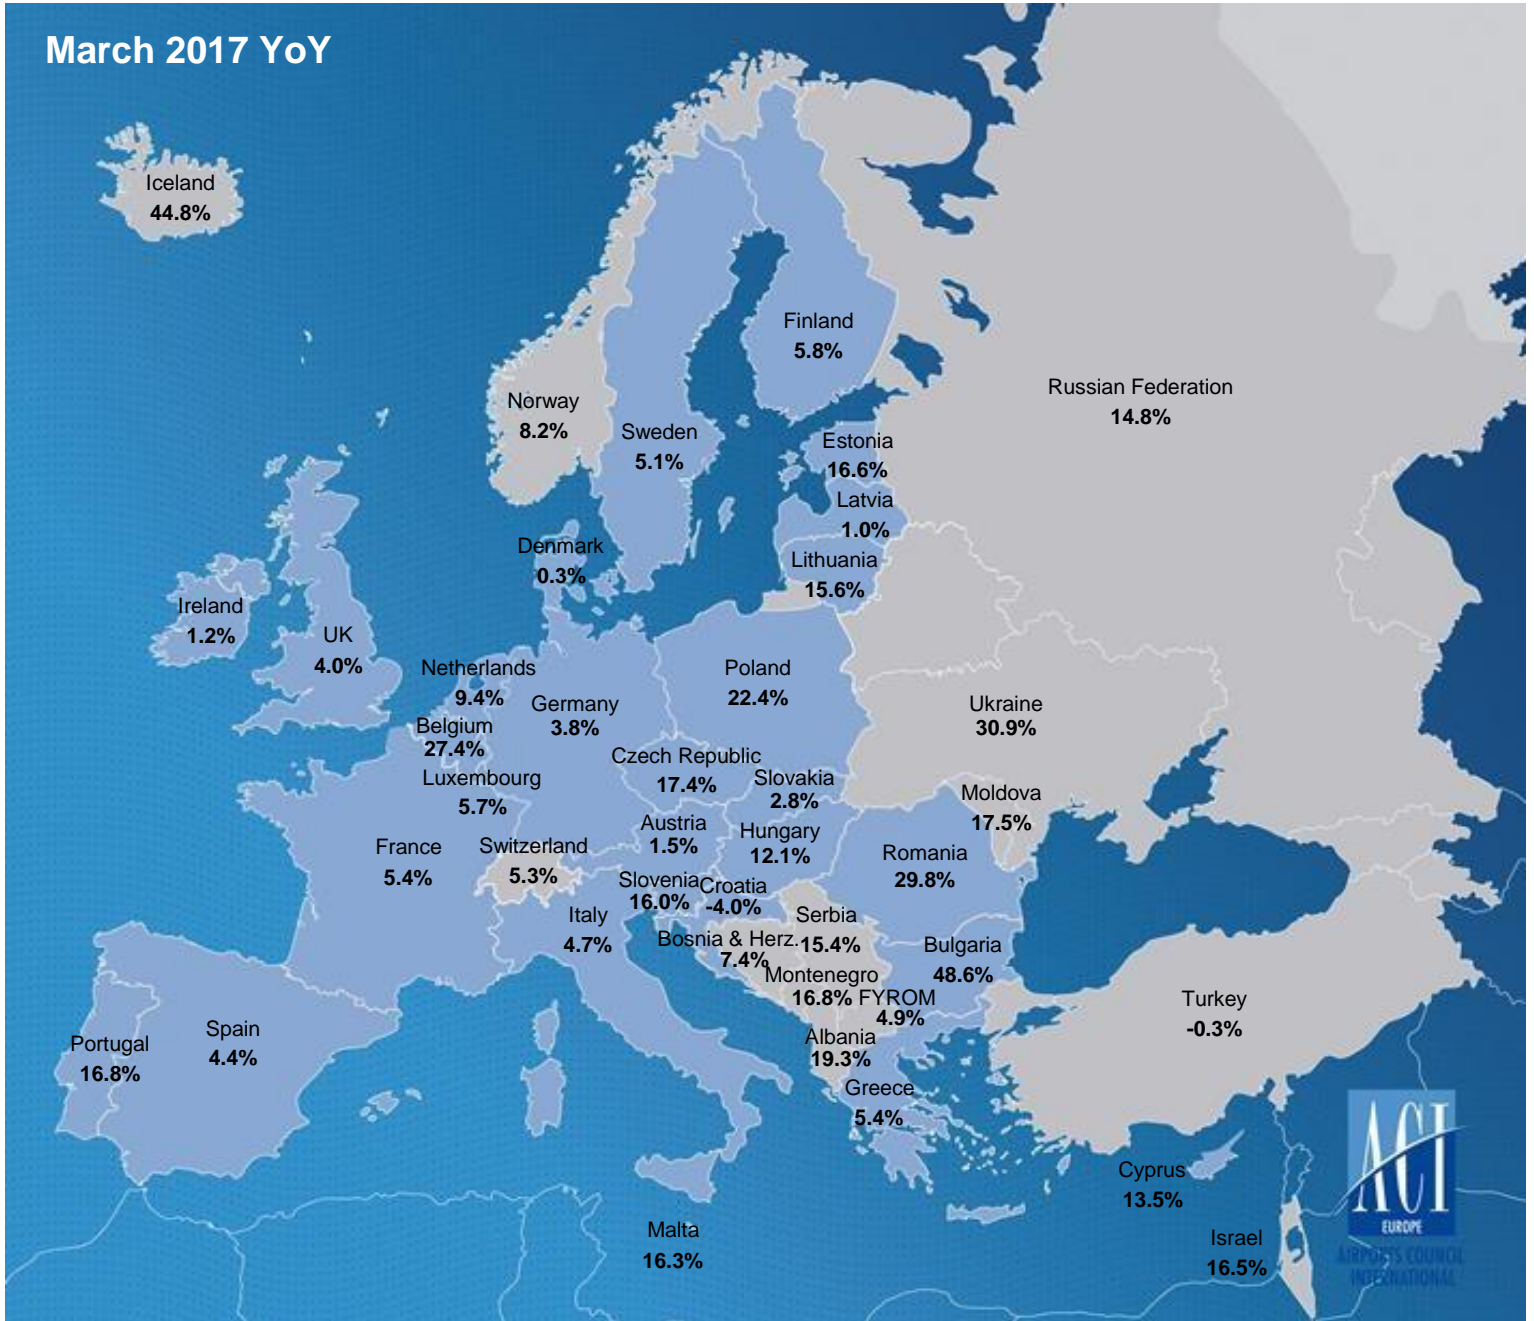 March 2017 YoY
Iceland
44.8%
Finland
5.8%
Russian Federation
14.8%
Norway
8.2%
Sweden
5.1%
Estonia
16.6%
Latvia
1.0%
Denmark
0.3%
Lithuania
15.6%
Ireland
1.2%
UK
4.0%
Netherlands
9.4%
Germany
3.8%
Poland
22.4%
Ukraine
30.9%
Belgium
27.4%
Czech Republic
17.4%
Luxembourg
5.7%
Slovakia
2.8%
Moldova
17.5%
Austria
1.5%
Hungary
12.1%
France
5.4%
Switzerland
5.3%
Romania
29.8%
Slovenia
16.0%
Croatia
-4.0%
Italy
4.7%
Serbia
15.4%
Bosnia & Herz.
7.4%
Bulgaria
48.6%
Montenegro
16.8%
FYROM
4.9%
Turkey
-0.3%
Albania
19.3%
Portugal
16.8%
Spain
4.4%
Greece
5.4%
Cyprus
13.5%
Malta
16.3%
Israel
16.5%
ACI
EUROPE
AIRPORTS COUNCIL
INTERNATIONAL